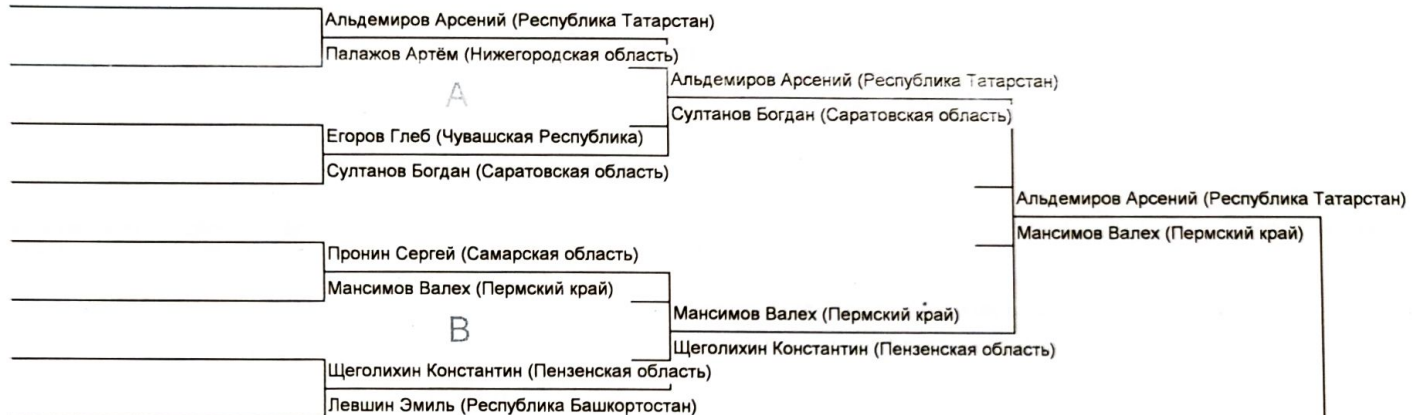 Альдемиров Арсений (Республика Татарстан)
Палажов Артём (Нижегородская область)
A
Егоров Глеб (Чувашская Республика)
Султанов Богдан (Саратовская область)
Альдемиров Арсений (Республика Татарстан)
Султанов Богдан (Саратовская область)
Пронин Сергей (Самарская область)
Мансимов Валех (Пермский край)
B
Щеголихин Константин (Пензенская область)
Левшин Эмиль (Республика Башкортостан)
Мансимов Валех (Пермский край)
Щеголихин Константин (Пензенская область)
Альдемиров Арсений (Республика Татарстан)
Мансимов Валех (Пермский край)